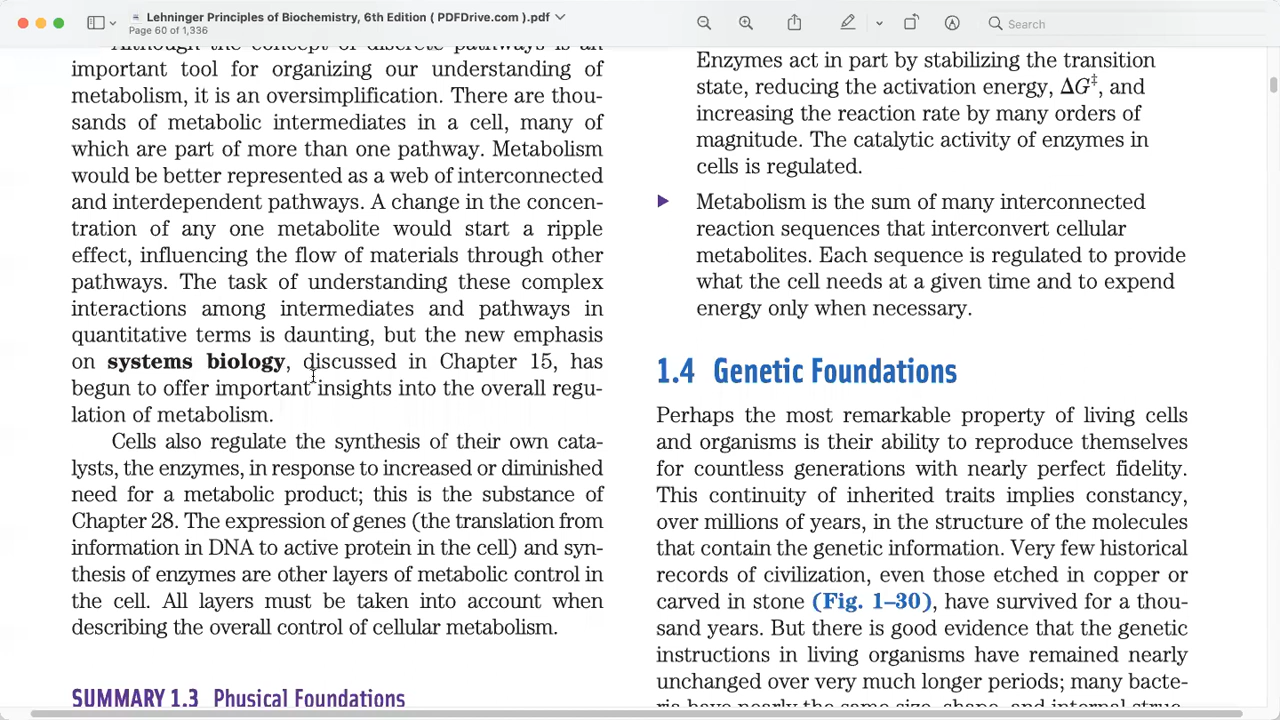 Lehninger Principles of Biochemistry, 6th Edition ( PDFDrive.com ).pdf
Page 60 of 1,336
Search
Although the concept of discrete pathways is an
important tool for organizing our understanding of
metabolism, it is an oversimplification. There are thou-
sands of metabolic intermediates in a cell, many of
which are part of more than one pathway. Metabolism
would be better represented as a web of interconnected
and interdependent pathways. A change in the concen-
tration of any one metabolite would start a ripple
effect, influencing the flow of materials through other
pathways. The task of understanding these complex
interactions among intermediates and pathways in
quantitative terms is daunting, but the new emphasis
on systems biology, discussed in Chapter 15, has
begun to offer important insights into the overall regu-
lation of metabolism.
Cells also regulate the synthesis of their own cata-
lysts, the enzymes, in response to increased or diminished
need for a metabolic product; this is the substance of
Chapter 28. The expression of genes (the translation from
information in DNA to active protein in the cell) and syn-
thesis of enzymes are other layers of metabolic control in
the cell. All layers must be taken into account when
describing the overall control of cellular metabolism.
SUMMARY 1.3 Physical Foundations
Enzymes act in part by stabilizing the transition
state, reducing the activation energy, ΔG‡, and
increasing the reaction rate by many orders of
magnitude. The catalytic activity of enzymes in
cells is regulated.
Metabolism is the sum of many interconnected
reaction sequences that interconvert cellular
metabolites. Each sequence is regulated to provide
what the cell needs at a given time and to expend
energy only when necessary.
1.4 Genetic Foundations
Perhaps the most remarkable property of living cells
and organisms is their ability to reproduce themselves
for countless generations with nearly perfect fidelity.
This continuity of inherited traits implies constancy,
over millions of years, in the structure of the molecules
that contain the genetic information. Very few historical
records of civilization, even those etched in copper or
carved in stone (Fig. 1–30), have survived for a thou-
sand years. But there is good evidence that the genetic
instructions in living organisms have remained nearly
unchanged over very much longer periods; many bacte-
ria have nearly the same size, shape, and internal struc-